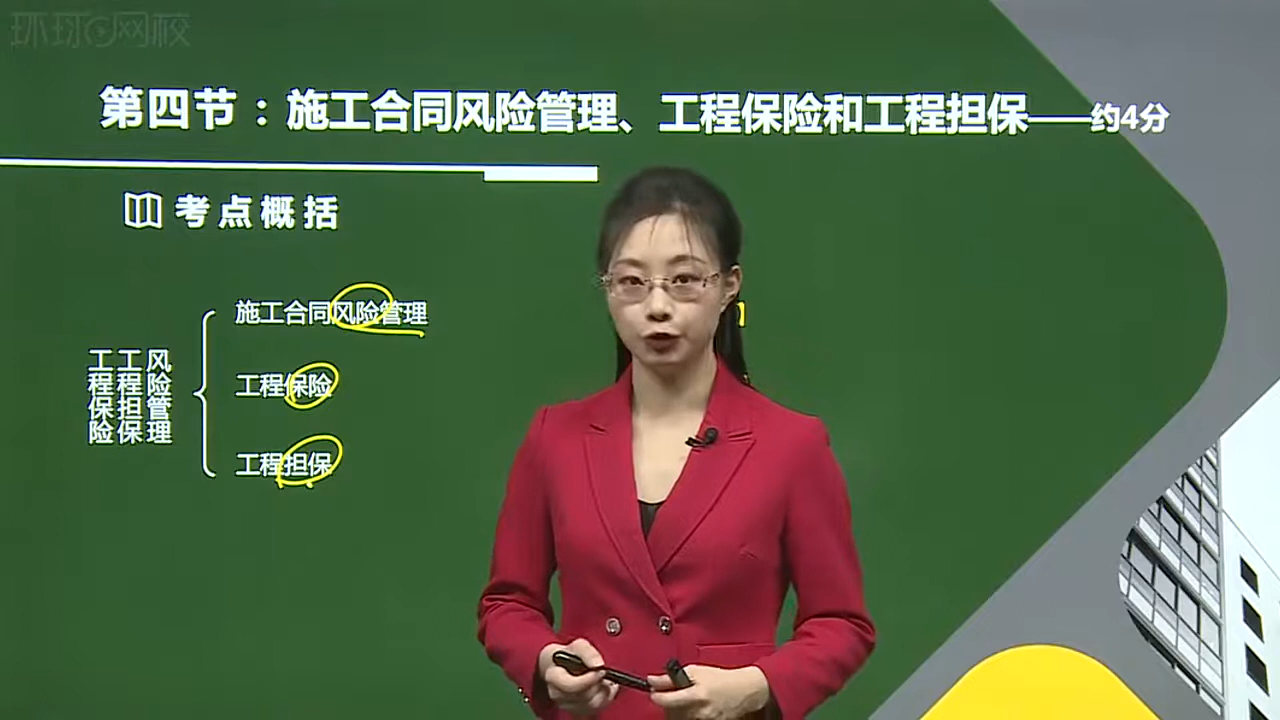 环球网校
第四节：施工合同风险管理、工程保险和工程担保——约4分
考点概括
施工合同风险管理
工程保险
工程担保
风险管理
工程担保
工程保险